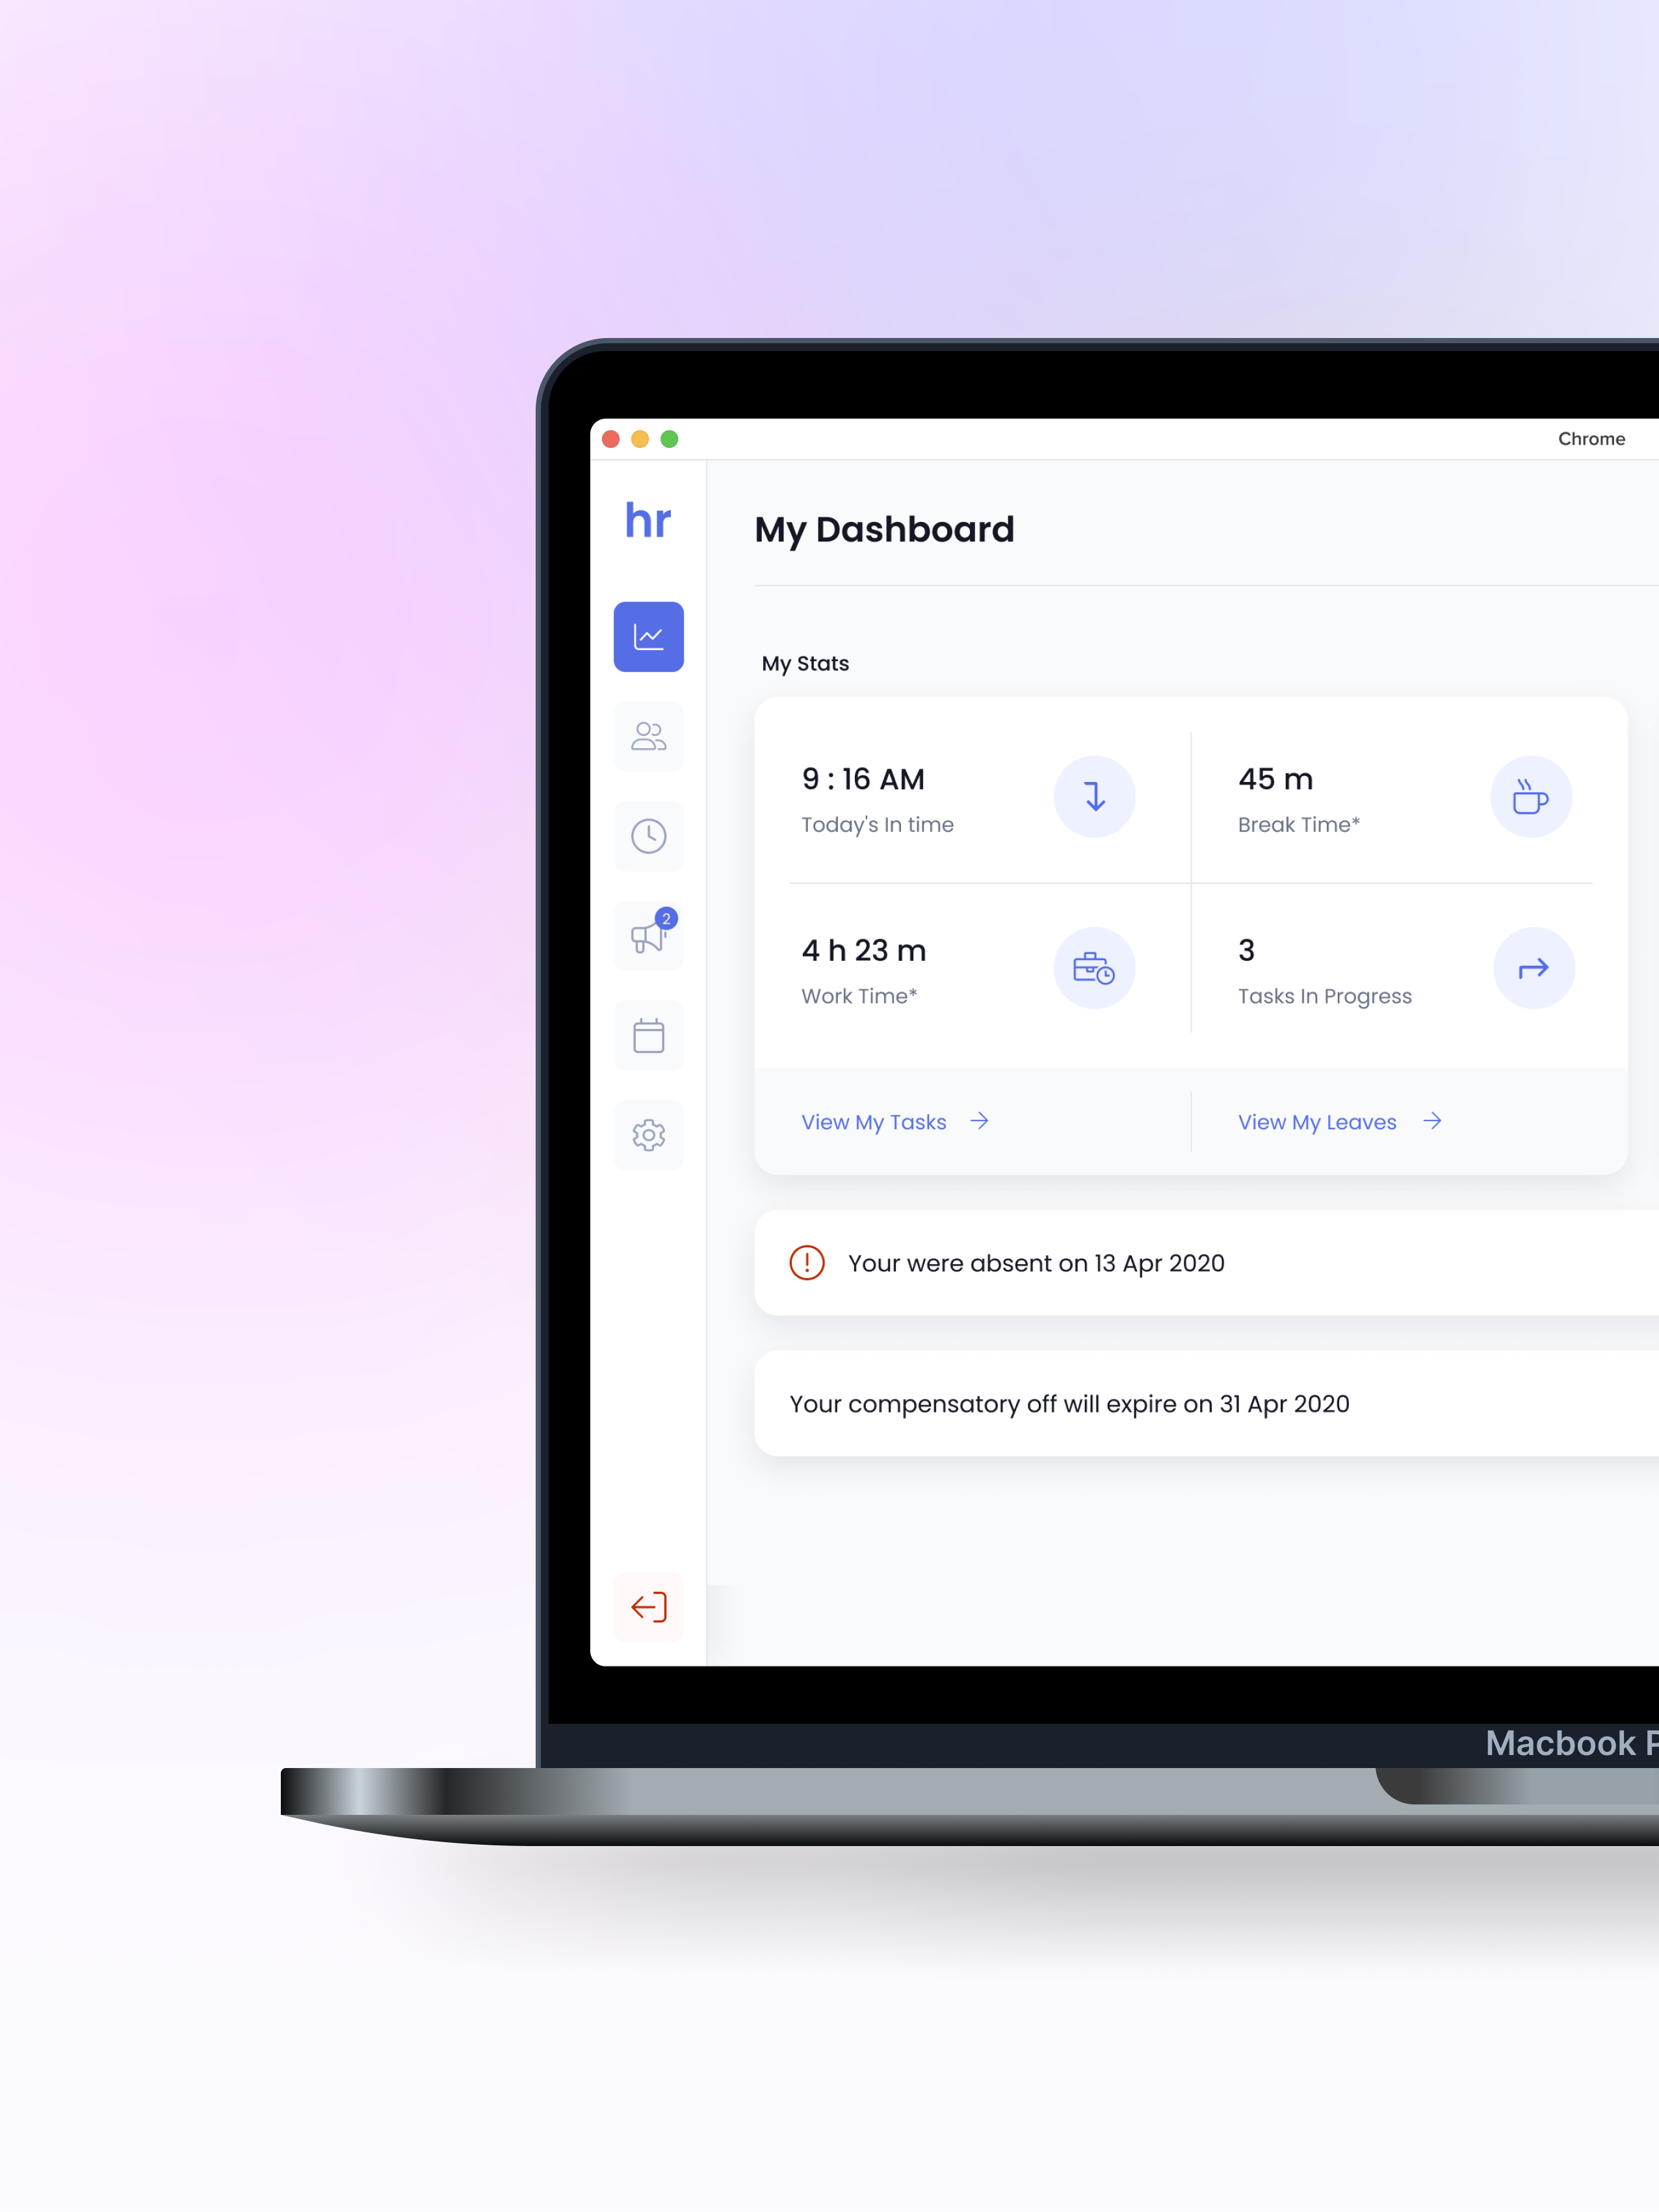 Chrome
hr
My Dashboard
My Stats
9 : 16 AM
Today's In time
45 m
Break Time*
4 h 23 m
Work Time*
3
Tasks In Progress
2
View My Tasks
View My Leaves
Your were absent on 13 Apr 2020
Your compensatory off will expire on 31 Apr 2020
Macbook P